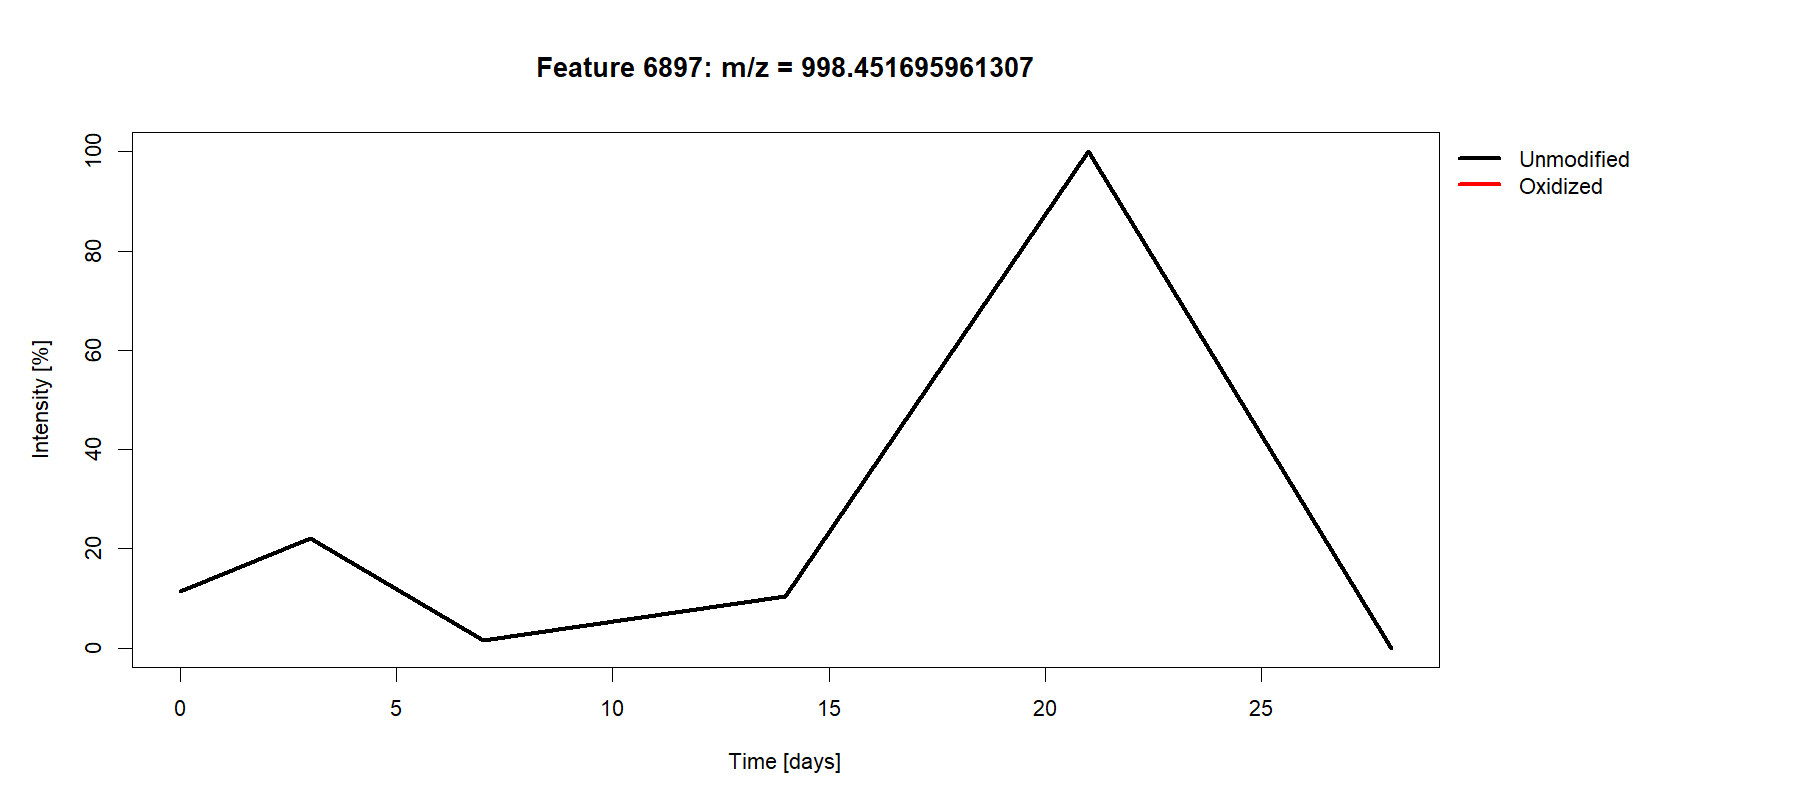 Feature 6897: m/z = 998.451695961307
Unmodified
Oxidized
Intensity [%]
100
80
60
40
20
0
0 5 10 15 20 25
Time [days]